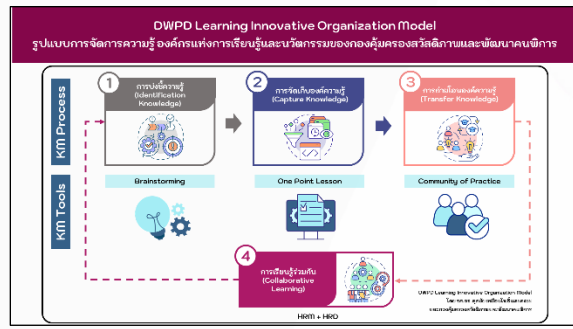 DWPD Learning Innovative Organization Model
รูปแบบการจัดการความรู้ องค์กรแห่งการเรียนรู้และนวัตกรรมของกองคุ้มครองสวัสดิภาพและพัฒนาคนพิการ
KM Process
1
การบ่งชี้ความรู้
(Identification
Knowledge)
2
การจัดเก็บองค์ความรู้
(Capture Knowledge)
3
การถ่ายโอนองค์ความรู้
(Transfer Knowledge)
KM Tools
Brainstorming
One Point Lesson
Community of Practice
4
การเรียนรู้ร่วมกัน
(Collaborative
Learning)
HRM + HRD
DWPD Learning Innovative Organization Model